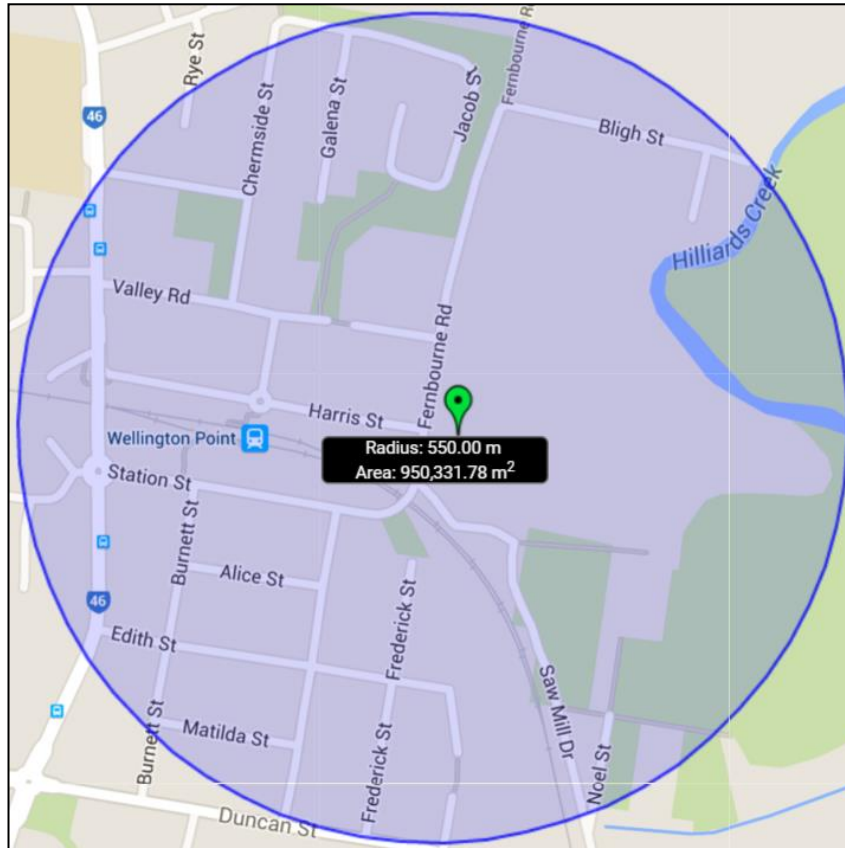 Rye St
Fernbourne Rd
46
Galena St
Jacob St
Chermside St
Bligh St
Hilliards Creek
Valley Rd
Fernbourne Rd
Harris St
Wellington Point
Radius: 550.00 m
Area: 950,331.78 m²
Station St
Burnett St
Alice St
46
Frederick St
Edith St
Saw Mill Dr
Matilda St
Burnett St
Frederick St
Noel St
Duncan St